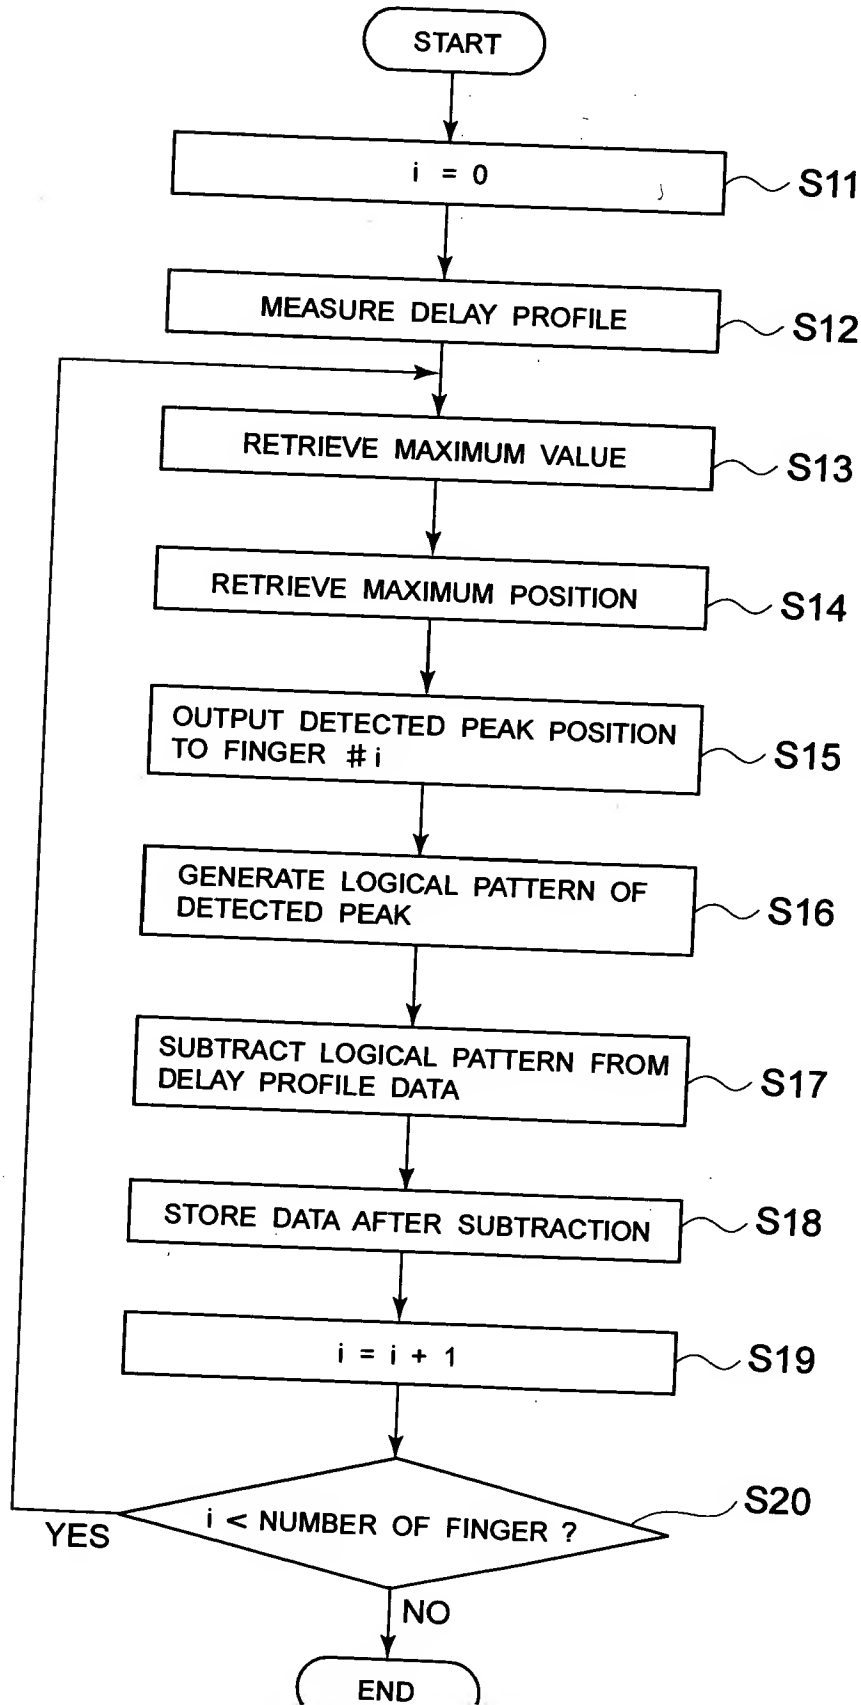 START
i = 0
S11
MEASURE DELAY PROFILE
S12
RETRIEVE MAXIMUM VALUE
S13
RETRIEVE MAXIMUM POSITION
S14
OUTPUT DETECTED PEAK POSITION
TO FINGER #i
S15
GENERATE LOGICAL PATTERN OF
DETECTED PEAK
S16
SUBTRACT LOGICAL PATTERN FROM
DELAY PROFILE DATA
S17
STORE DATA AFTER SUBTRACTION
S18
i = i + 1
S19
i < NUMBER OF FINGER ?
S20
YES
NO
END